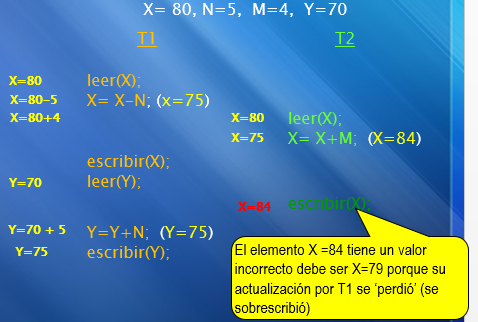 X= 80, N=5, M=4, Y=70
T1 T2
X=80 leer(X);
X=80-5 X= X-N; (x=75)
X=80+4 X=80 leer(X);
X=75 X= X+M; (X=84)
escribir(X);
Y=70 leer(Y);
X=84 escribir(X);
Y=70 + 5 Y=Y+N; (Y=75)
Y=75 escribir(Y);
El elemento X =84 tiene un valor
incorrecto debe ser X=79 porque su
actualización por T1 se ‘perdió’ (se
sobrescribió)